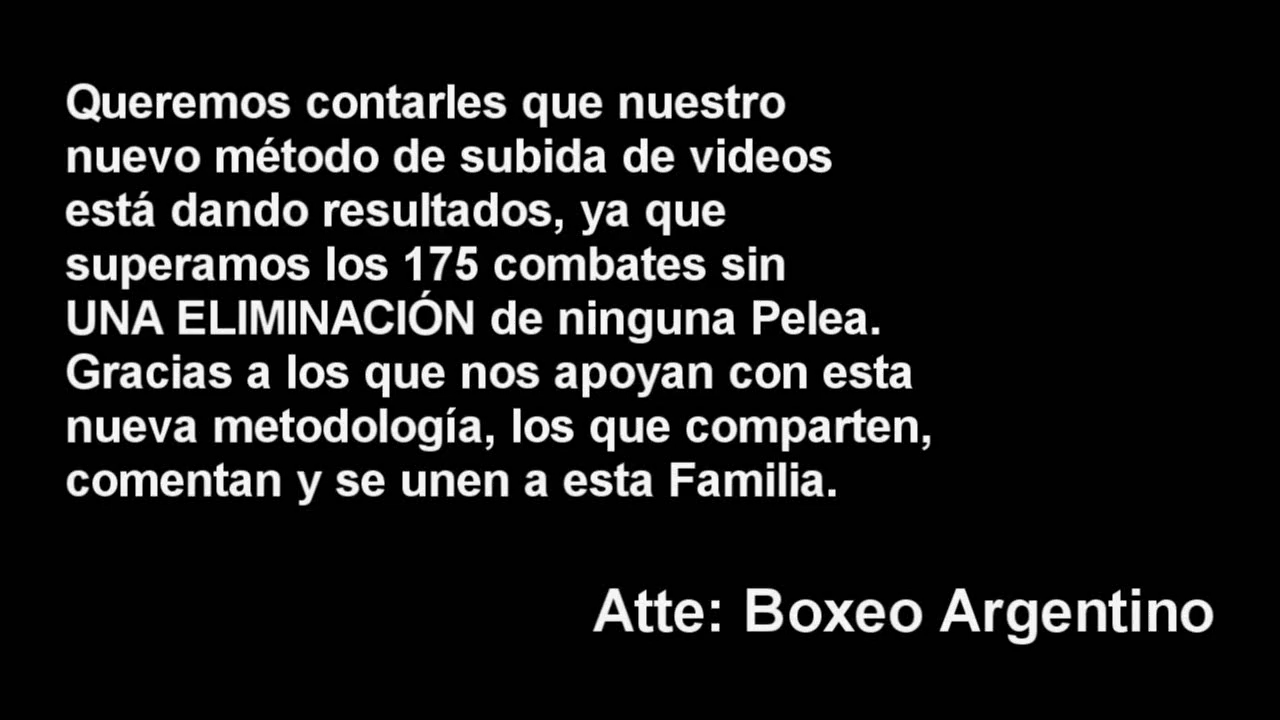 Queremos contarles que nuestro
nuevo método de subida de videos
está dando resultados, ya que
superamos los 175 combates sin
UNA ELIMINACIÓN de ninguna Pelea.
Gracias a los que nos apoyan con esta
nueva metodología, los que comparten,
comentan y se unen a esta Familia.
Atte: Boxeo Argentino